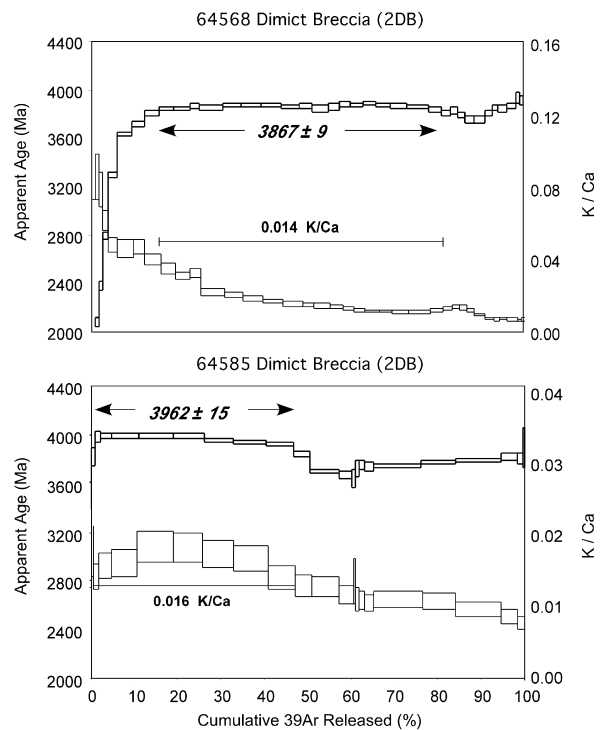 64568 Dimict Breccia (2DB)
4400
4000
3600
3200
2800
2400
2000
Apparent Age (Ma)
0.16
0.12
0.08
0.04
0.00
K / Ca
3867 ± 9
0.014 K/Ca
64585 Dimict Breccia (2DB)
4400
4000
3600
3200
2800
2400
2000
Apparent Age (Ma)
0.04
0.03
0.02
0.01
0.00
K / Ca
3962 ± 15
0.016 K/Ca
0 10 20 30 40 50 60 70 80 90 100
Cumulative 39Ar Released (%)